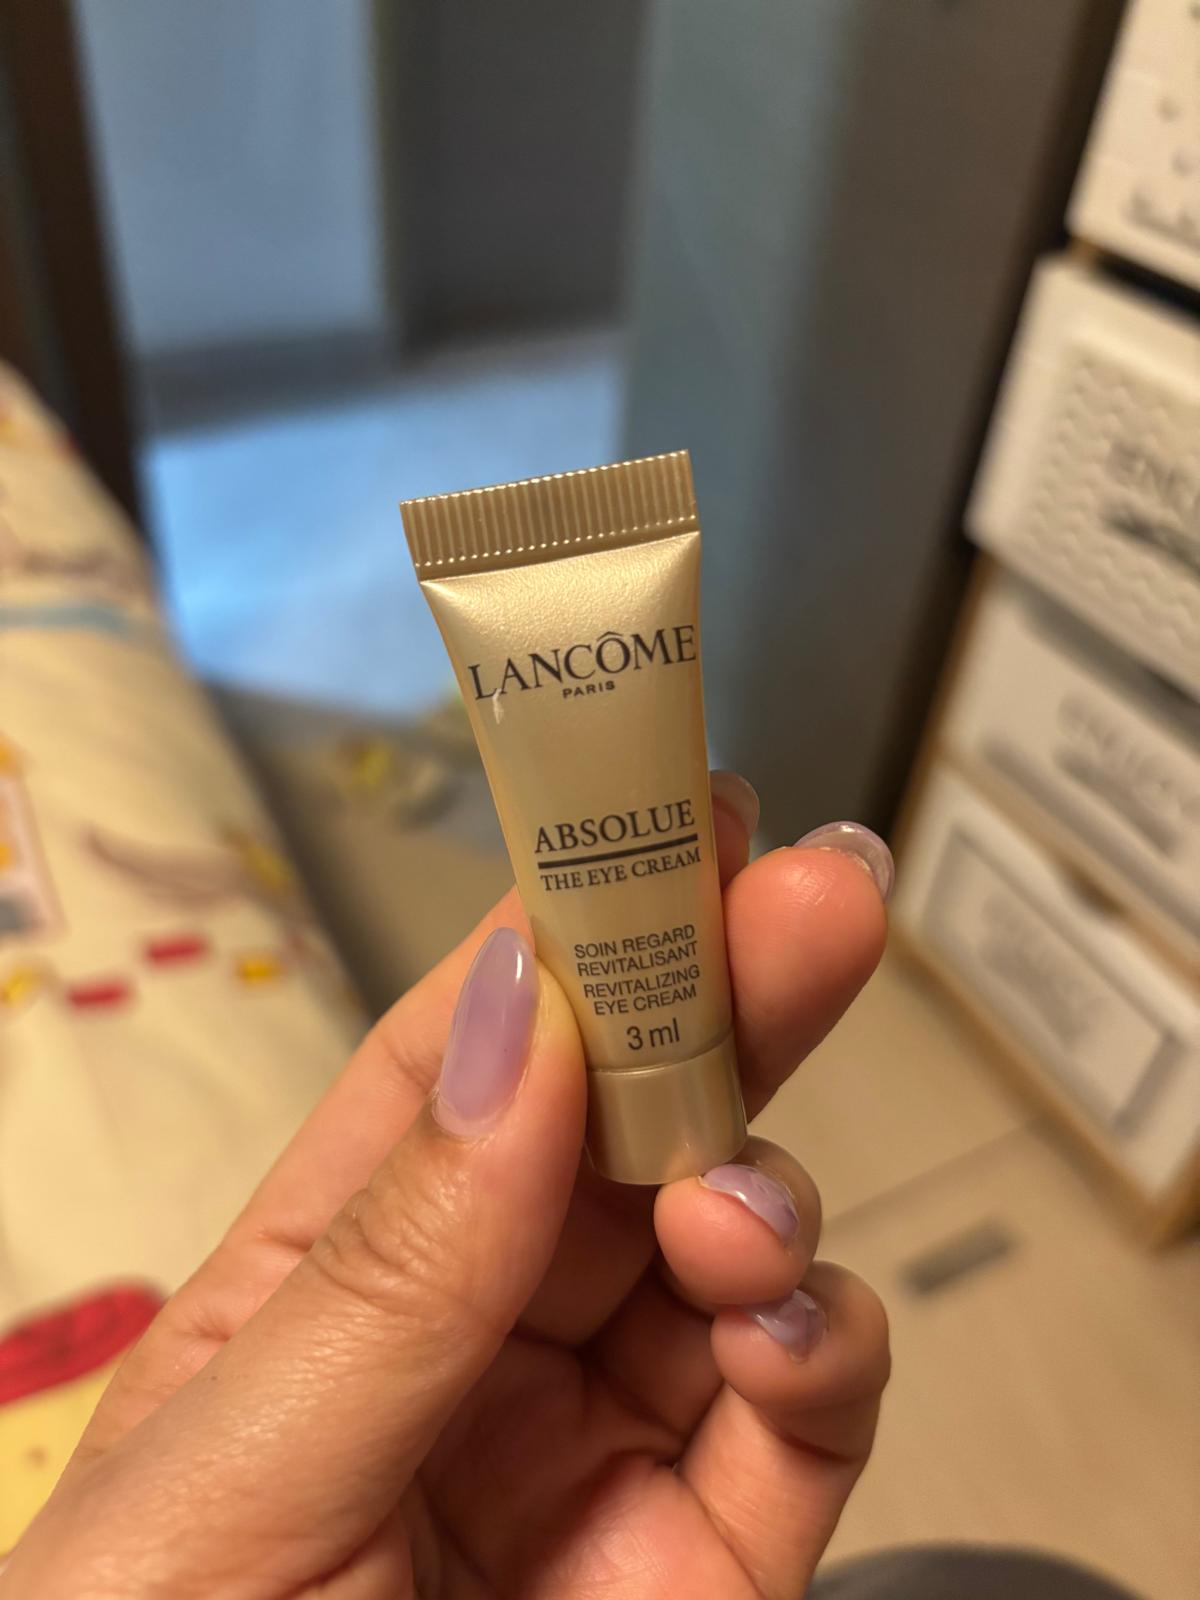 LANCÔME
PARIS
ABSOLUE
THE EYE CREAM
SOIN REGARD
REVITALISANT
REVITALIZING
EYE CREAM
3 ml